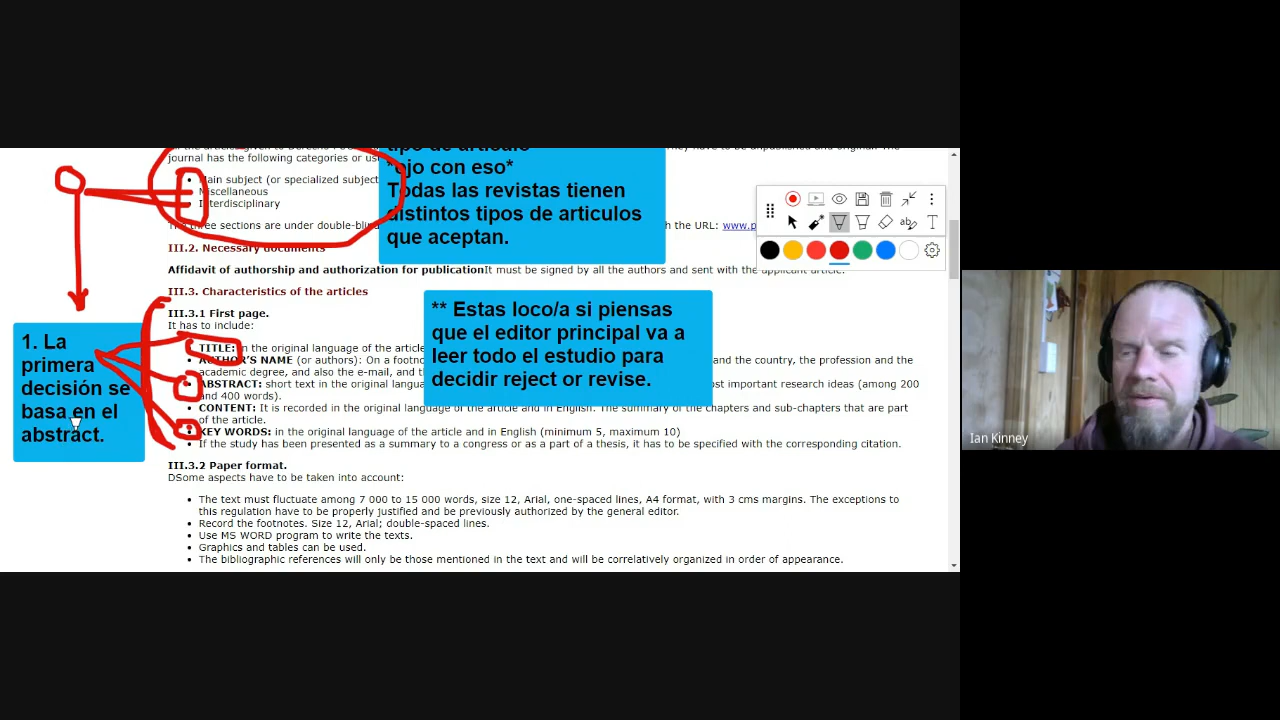 tipo de articulo
journal has the following categories or
*ojo con eso*
Main subject (or specialized subject
Todas las revistas tienen
Miscellaneous
distintos tipos de articulos
Interdisciplinary
que aceptan.
The three sections are under double-blind
the URL: www.p
III.2. Necessary documents
Affidavit of authorship and authorization for publicationIt must be signed by all the authors and sent with the applicant article.
III.3. Characteristics of the articles
III.3.1 First page.
It has to include:
** Estas loco/a si piensas
que el editor principal va a
leer todo el estudio para
decidir reject or revise.
1. La
primera
decisión se
basa en el
abstract.
TITLE: in the original language of the article
AUTHOR'S NAME (or authors): On a footno
and the country, the profession and the
academic degree, and also the e-mail, and
ABSTRACT: short text in the original langua
most important research ideas (among 200
and 400 words).
CONTENT: It is recorded in the original language of the article and in English. The summary of the chapters and sub-chapters that are part
of the article.
KEY WORDS: in the original language of the article and in English (minimum 5, maximum 10)
If the study has been presented as a summary to a congress or as a part of a thesis, it has to be specified with the corresponding citation.
III.3.2 Paper format.
DSome aspects have to be taken into account:
The text must fluctuate among 7 000 to 15 000 words, size 12, Arial, one-spaced lines, A4 format, with 3 cms margins. The exceptions to
this regulation have to be properly justified and be previously authorized by the general editor.
Record the footnotes. Size 12, Arial; double-spaced lines.
Use MS WORD program to write the texts.
Graphics and tables can be used.
The bibliographic references will only be those mentioned in the text and will be correlatively organized in order of appearance.
Ian Kinney